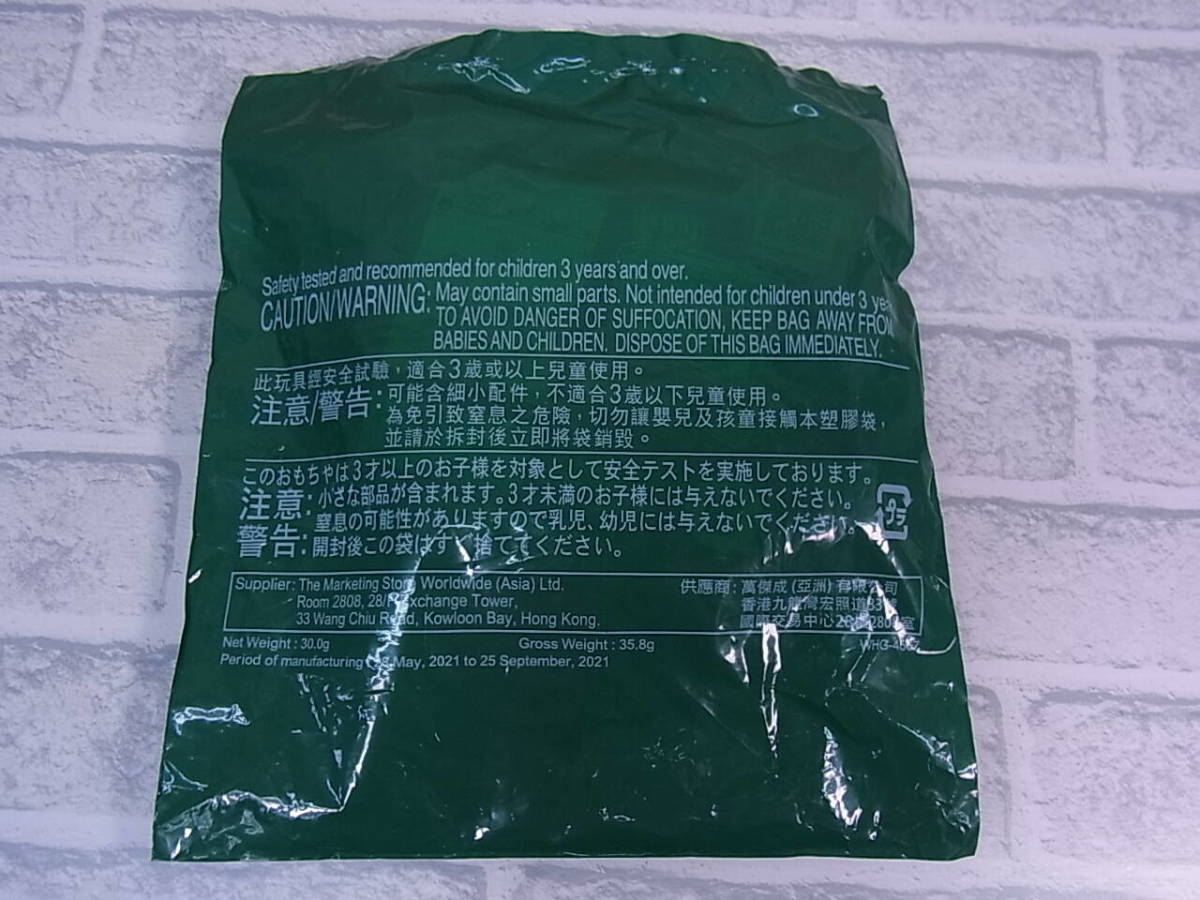 Safety tested and recommended for children 3 years and over.
CAUTION/WARNING: May contain small parts. Not intended for children under 3
TO AVOID DANGER OF SUFFOCATION, KEEP BAG AWAY FROM
BABIES AND CHILDREN. DISPOSE OF THIS BAG IMMEDIATELY.
此玩具經安全試驗，適合3歲或以上兒童使用。
注意/警告：可能含細小配件，不適合3歲以下兒童使用。
為免引致窒息之危險，切勿讓嬰兒及孩童接觸本塑膠袋，
並請於拆封後立即將袋銷毀。
このおもちゃは3才以上のお子様を対象として安全テストを実施しております。
注意:小さな部品が含まれます。3才未満のお子様には与えないでください。
窒息の可能性がありますので乳児、幼児には与えないでください。
警告:開封後この袋はすぐ捨ててください。
プラ
Supplier: The Marketing Store Worldwide (Asia) Ltd.
Room 2808, 28/F Exchange Tower,
33 Wang Chiu Road, Kowloon Bay, Hong Kong.
供應商：萬傑成 (亞洲) 有限公司
香港九龍灣宏照道33號
國際交易中心
Net Weight : 30.0g
Gross Weight : 35.8g
Period of manufacturing May, 2021 to 25 September, 2021